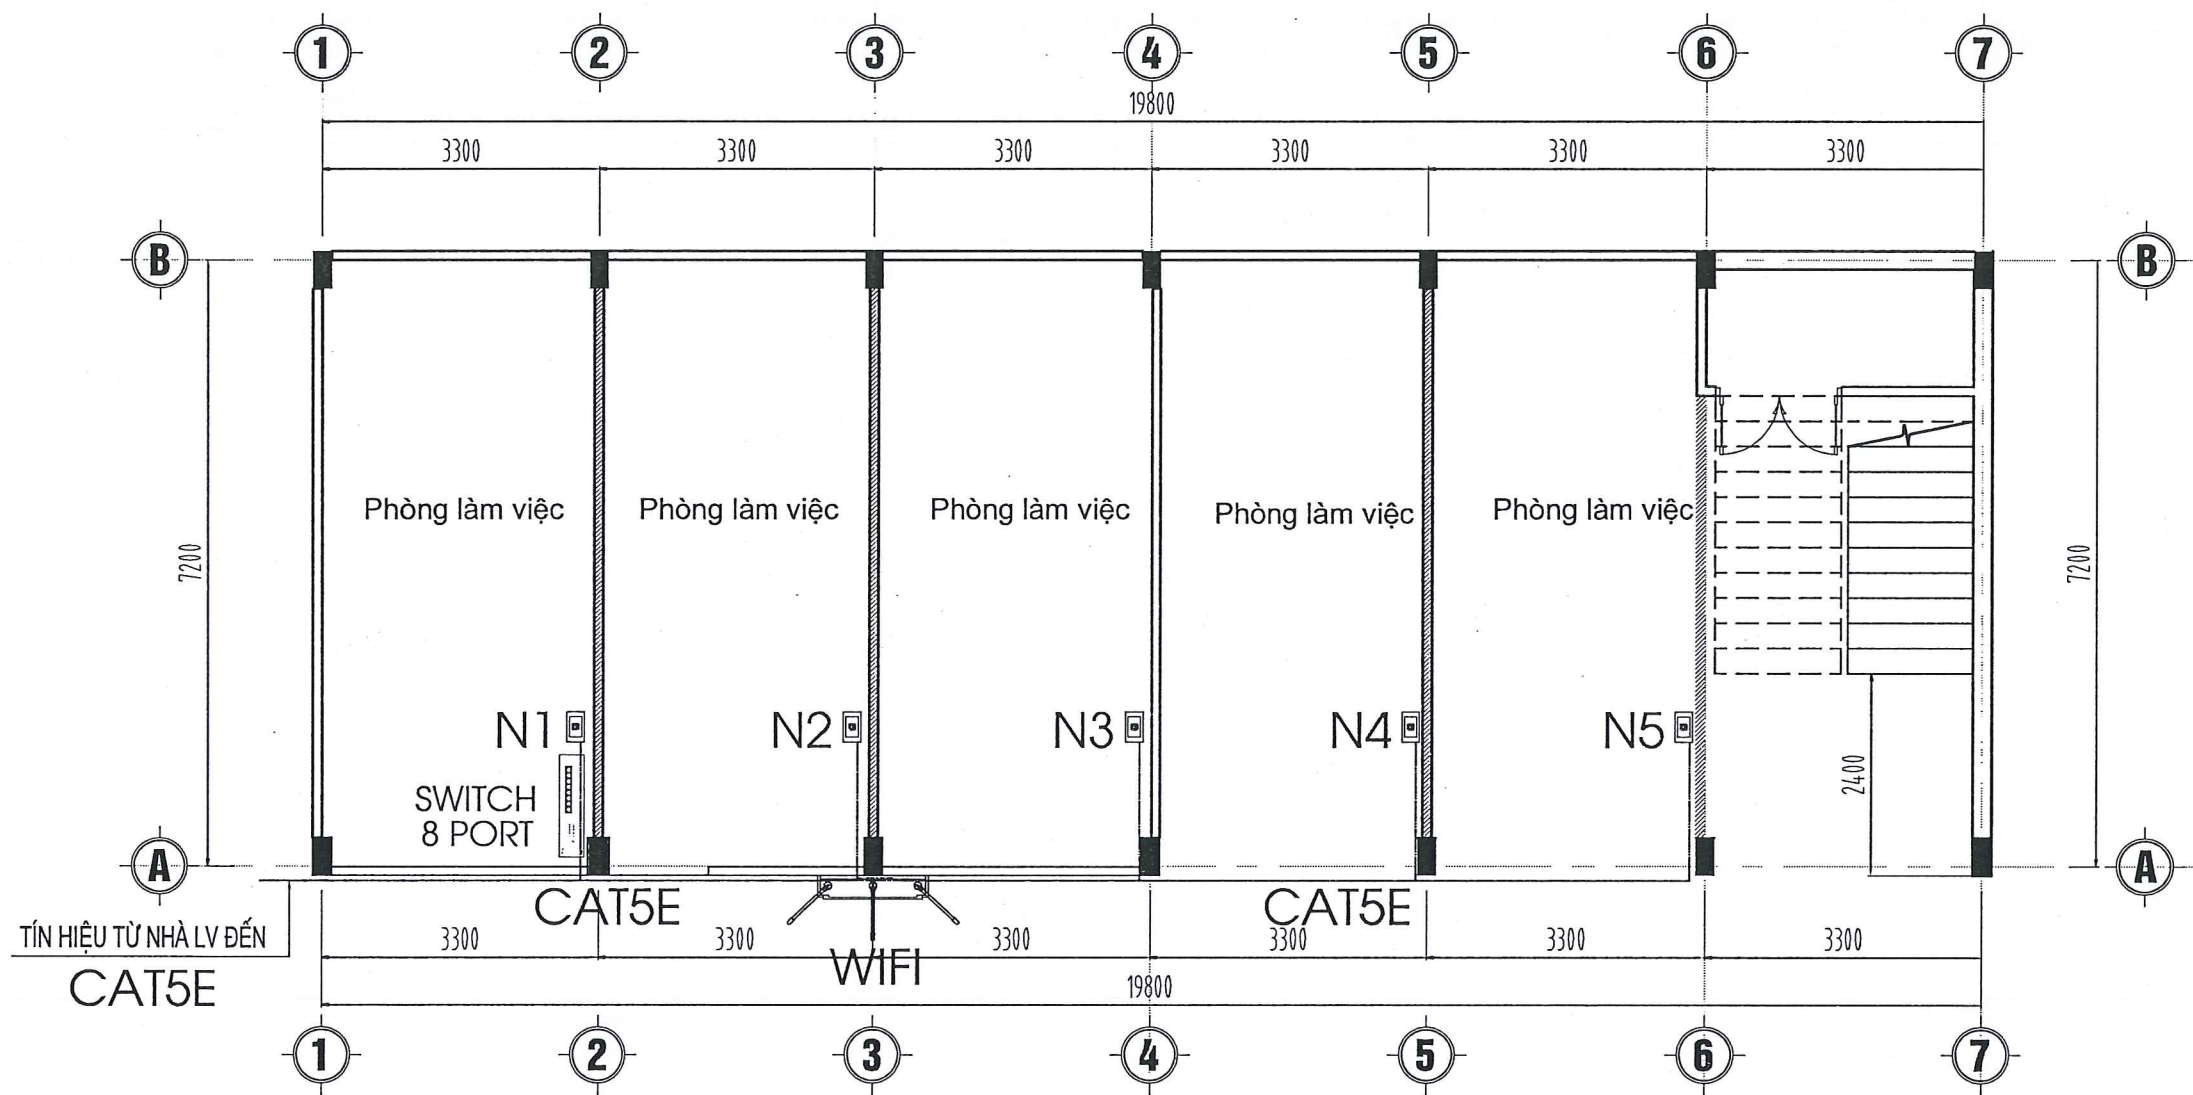 1 2 3 4 5 6 7
19800
3300 3300 3300 3300 3300 3300
B B
Phòng làm việc Phòng làm việc Phòng làm việc Phòng làm việc Phòng làm việc
7200 7200
N1 N2 N3 N4 N5
2400
SWITCH
8 PORT
A A
CAT5E CAT5E
TÍN HIỆU TỪ NHÀ LV ĐẾN
3300 3300 3300 3300 3300 3300
WIFI
CAT5E
19800
1 2 3 4 5 6 7